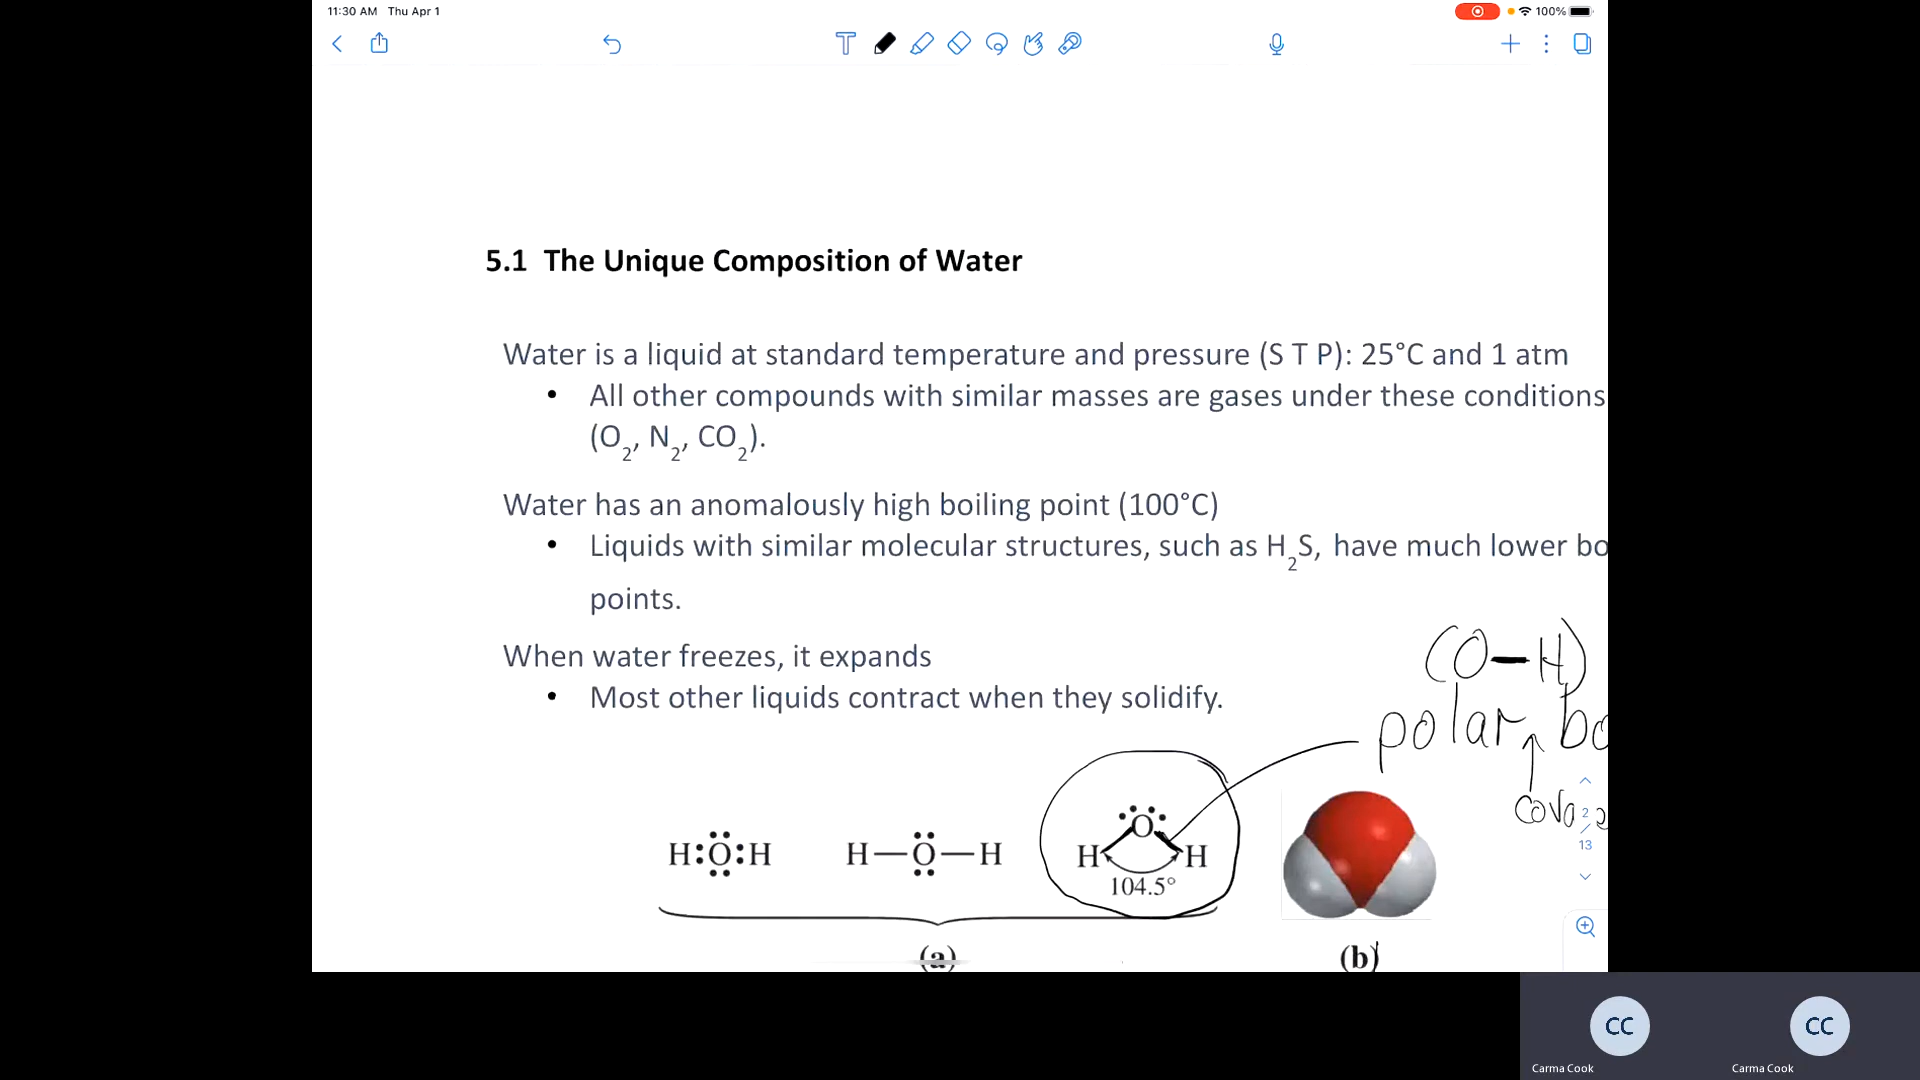 11:30 AM Thu Apr 1
100%
5.1 The Unique Composition of Water
Water is a liquid at standard temperature and pressure (S T P): 25°C and 1 atm
• All other compounds with similar masses are gases under these conditions
(O₂, N₂, CO₂).
Water has an anomalously high boiling point (100°C)
• Liquids with similar molecular structures, such as H₂S, have much lower bo
points.
When water freezes, it expands
• Most other liquids contract when they solidify.
(O—H)
polar bo
cova
2
/
13
H:O:H
H—O—H
O
H H
104.5°
(a)
(b)
CC
CC
Carma Cook
Carma Cook